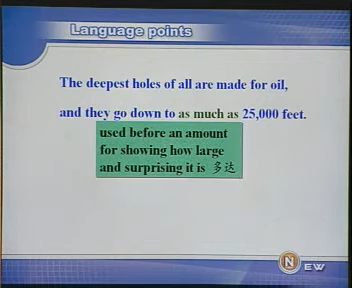 Language points
The deepest holes of all are made for oil,
and they go down to as much as 25,000 feet.
used before an amount
for showing how large
and surprising it is 多达
N EW